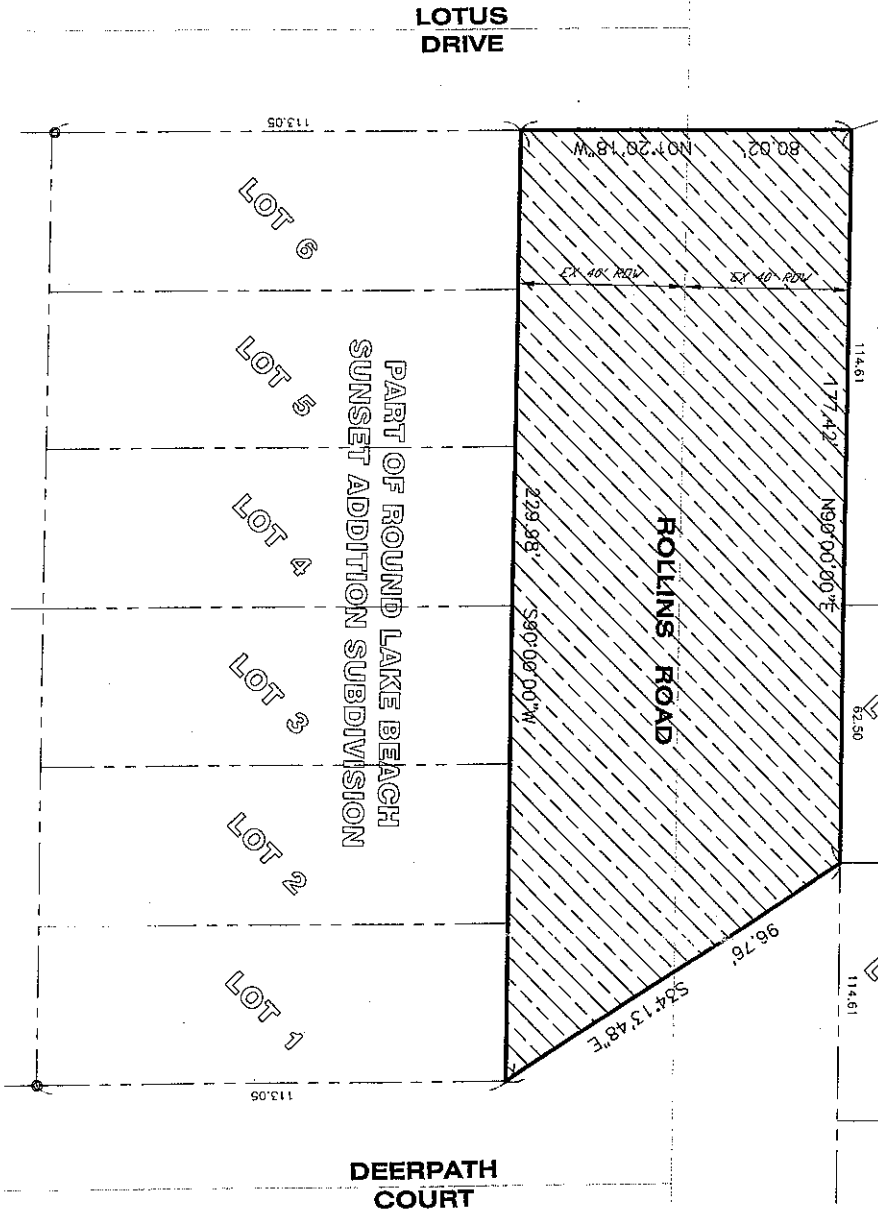 LOTUS
DRIVE
113.05
N01°20'18"W
80.02'
LOT 6
EX 40' ROW
EX 40' ROW
114.61
177.42'
N90°00'00"E
LOT 5
PART OF ROUND LAKE BEACH
SUNSET ADDITION SUBDIVISION
LOT 4
229.98'
S90°00'00"W
ROLLINS ROAD
LOT 3
62.50
LOT 2
96.76'
S34°13'48"E
LOT 1
114.61
113.05
DEERPATH
COURT